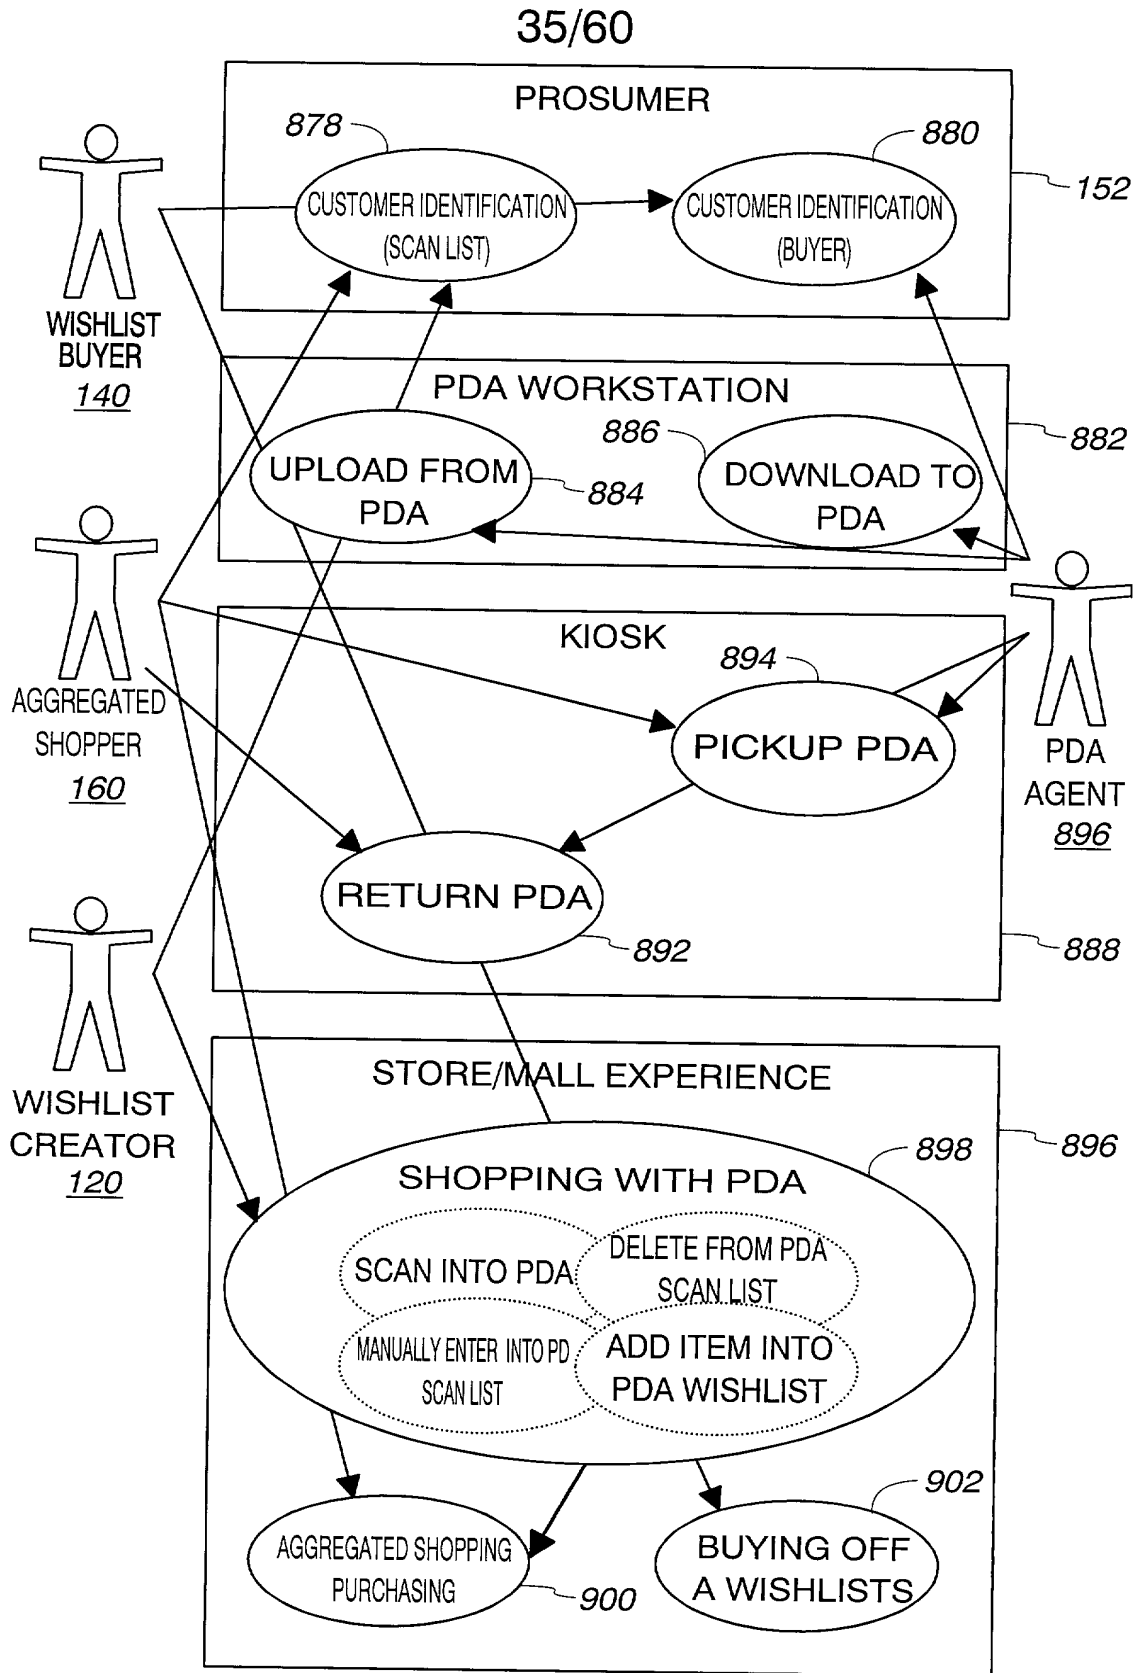 35/60
PROSUMER
878
880
CUSTOMER IDENTIFICATION
(SCAN LIST)
CUSTOMER IDENTIFICATION
(BUYER)
152
WISHLIST
BUYER
140
PDA WORKSTATION
886
882
UPLOAD FROM
PDA
884
DOWNLOAD TO
PDA
KIOSK
894
AGGREGATED
SHOPPER
160
PICKUP PDA
PDA
AGENT
896
RETURN PDA
892
888
STORE/MALL EXPERIENCE
WISHLIST
CREATOR
120
898
896
SHOPPING WITH PDA
SCAN INTO PDA
DELETE FROM PDA
SCAN LIST
MANUALLY ENTER INTO PD
SCAN LIST
ADD ITEM INTO
PDA WISHLIST
902
AGGREGATED SHOPPING
PURCHASING
900
BUYING OFF
A WISHLISTS